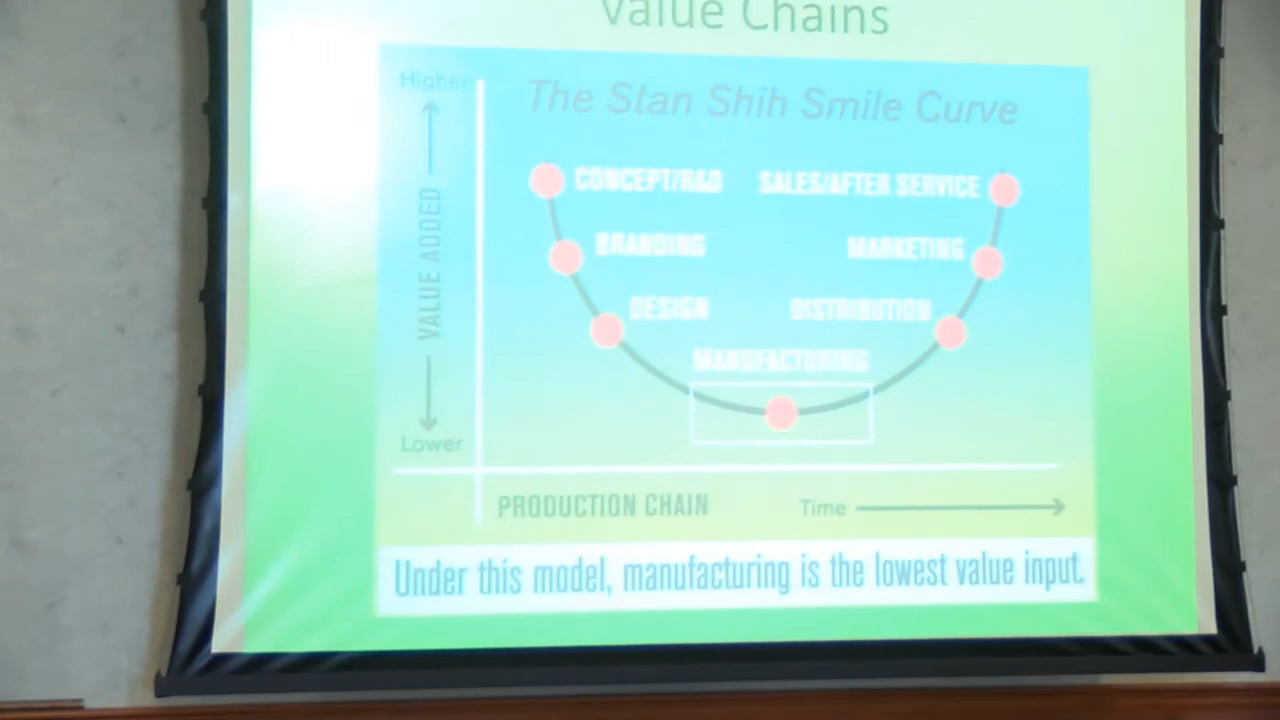 Value Chains
The Stan Shih Smile Curve
Higher
VALUE ADDED
Lower
CONCEPT/R&D
SALES/AFTER SERVICE
BRANDING
MARKETING
DESIGN
DISTRIBUTION
MANUFACTURING
PRODUCTION CHAIN
Time
Under this model, manufacturing is the lowest value input.